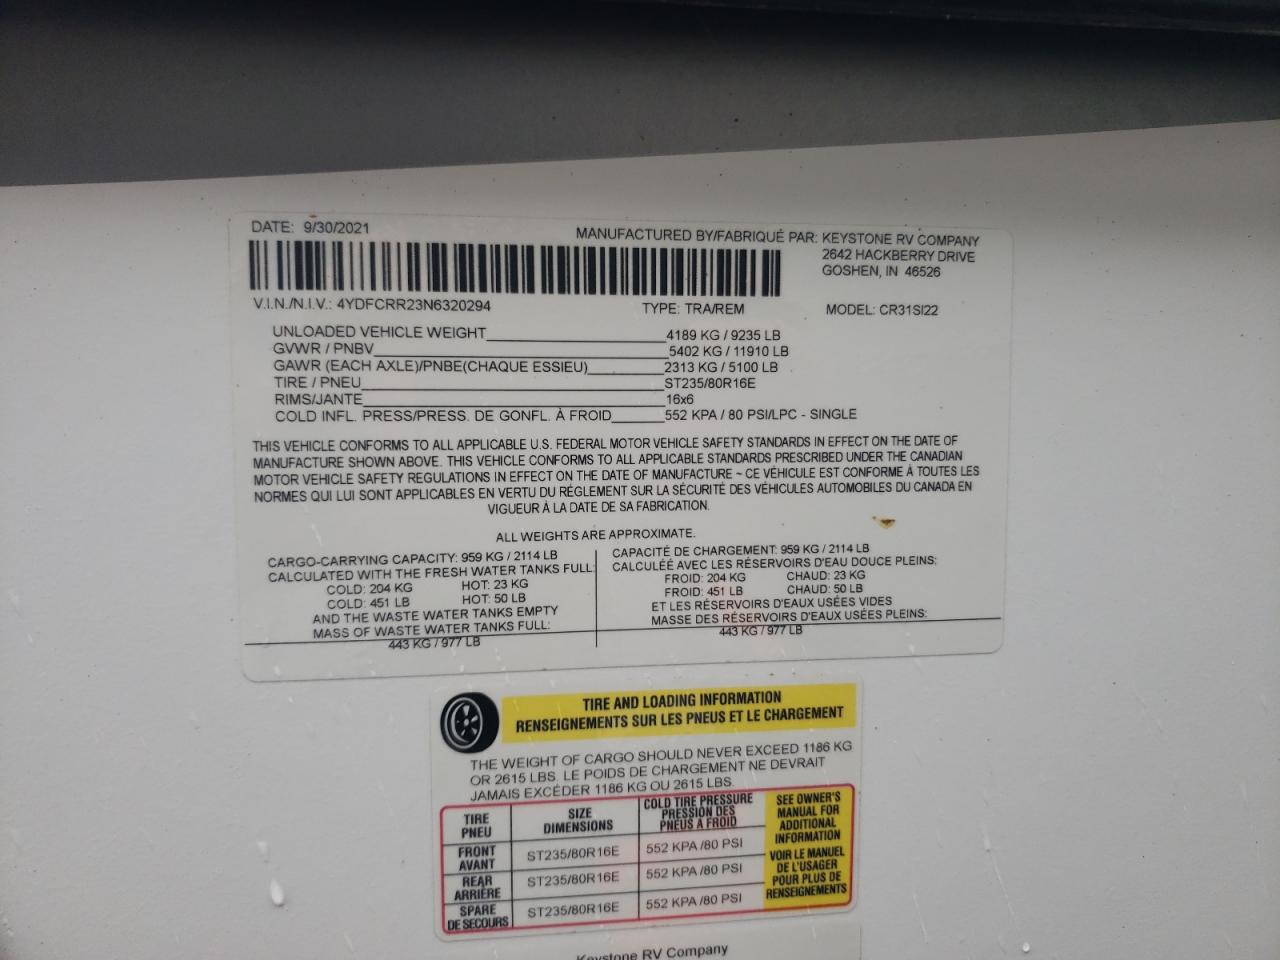 DATE: 9/30/2021
MANUFACTURED BY/FABRIQUÉ PAR: KEYSTONE RV COMPANY
2642 HACKBERRY DRIVE
GOSHEN, IN 46526
V.I.N./N.I.V.: 4YDFCRR23N6320294 TYPE: TRA/REM MODEL: CR31SI22
UNLOADED VEHICLE WEIGHT 4189 KG / 9235 LB
GVWR / PNBV 5402 KG / 11910 LB
GAWR (EACH AXLE)/PNBE(CHAQUE ESSIEU) 2313 KG / 5100 LB
TIRE / PNEU ST235/80R16E
RIMS/JANTE 16x6
COLD INFL. PRESS/PRESS. DE GONFL. À FROID 552 KPA / 80 PSI/LPC - SINGLE
THIS VEHICLE CONFORMS TO ALL APPLICABLE U.S. FEDERAL MOTOR VEHICLE SAFETY STANDARDS IN EFFECT ON THE DATE OF
MANUFACTURE SHOWN ABOVE. THIS VEHICLE CONFORMS TO ALL APPLICABLE STANDARDS PRESCRIBED UNDER THE CANADIAN
MOTOR VEHICLE SAFETY REGULATIONS IN EFFECT ON THE DATE OF MANUFACTURE ~ CE VÉHICULE EST CONFORME À TOUTES LES
NORMES QUI LUI SONT APPLICABLES EN VERTU DU RÉGLEMENT SUR LA SÉCURITÉ DES VÉHICULES AUTOMOBILES DU CANADA EN
VIGUEUR À LA DATE DE SA FABRICATION.
ALL WEIGHTS ARE APPROXIMATE.
CARGO-CARRYING CAPACITY: 959 KG / 2114 LB
CALCULATED WITH THE FRESH WATER TANKS FULL:
COLD: 204 KG HOT: 23 KG
COLD: 451 LB HOT: 50 LB
AND THE WASTE WATER TANKS EMPTY
MASS OF WASTE WATER TANKS FULL:
443 KG / 977 LB
CAPACITÉ DE CHARGEMENT: 959 KG / 2114 LB
CALCULÉE AVEC LES RÉSERVOIRS D'EAU DOUCE PLEINS:
FROID: 204 KG CHAUD: 23 KG
FROID: 451 LB CHAUD: 50 LB
ET LES RÉSERVOIRS D'EAUX USÉES VIDES
MASSE DES RÉSERVOIRS D'EAUX USÉES PLEINS:
443 KG / 977 LB
TIRE AND LOADING INFORMATION
RENSEIGNEMENTS SUR LES PNEUS ET LE CHARGEMENT
THE WEIGHT OF CARGO SHOULD NEVER EXCEED 1186 KG
OR 2615 LBS. LE POIDS DE CHARGEMENT NE DEVRAIT
JAMAIS EXCÉDER 1186 KG OU 2615 LBS.
TIRE
PNEU
SIZE
DIMENSIONS
COLD TIRE PRESSURE
PRESSION DES
PNEUS A FROID
FRONT
AVANT
ST235/80R16E 552 KPA /80 PSI
REAR
ARRIÈRE
ST235/80R16E 552 KPA /80 PSI
SPARE
DE SECOURS
ST235/80R16E 552 KPA /80 PSI
SEE OWNER'S
MANUAL FOR
ADDITIONAL
INFORMATION
VOIR LE MANUEL
DE L'USAGER
POUR PLUS DE
RENSEIGNEMENTS
Keystone RV Company